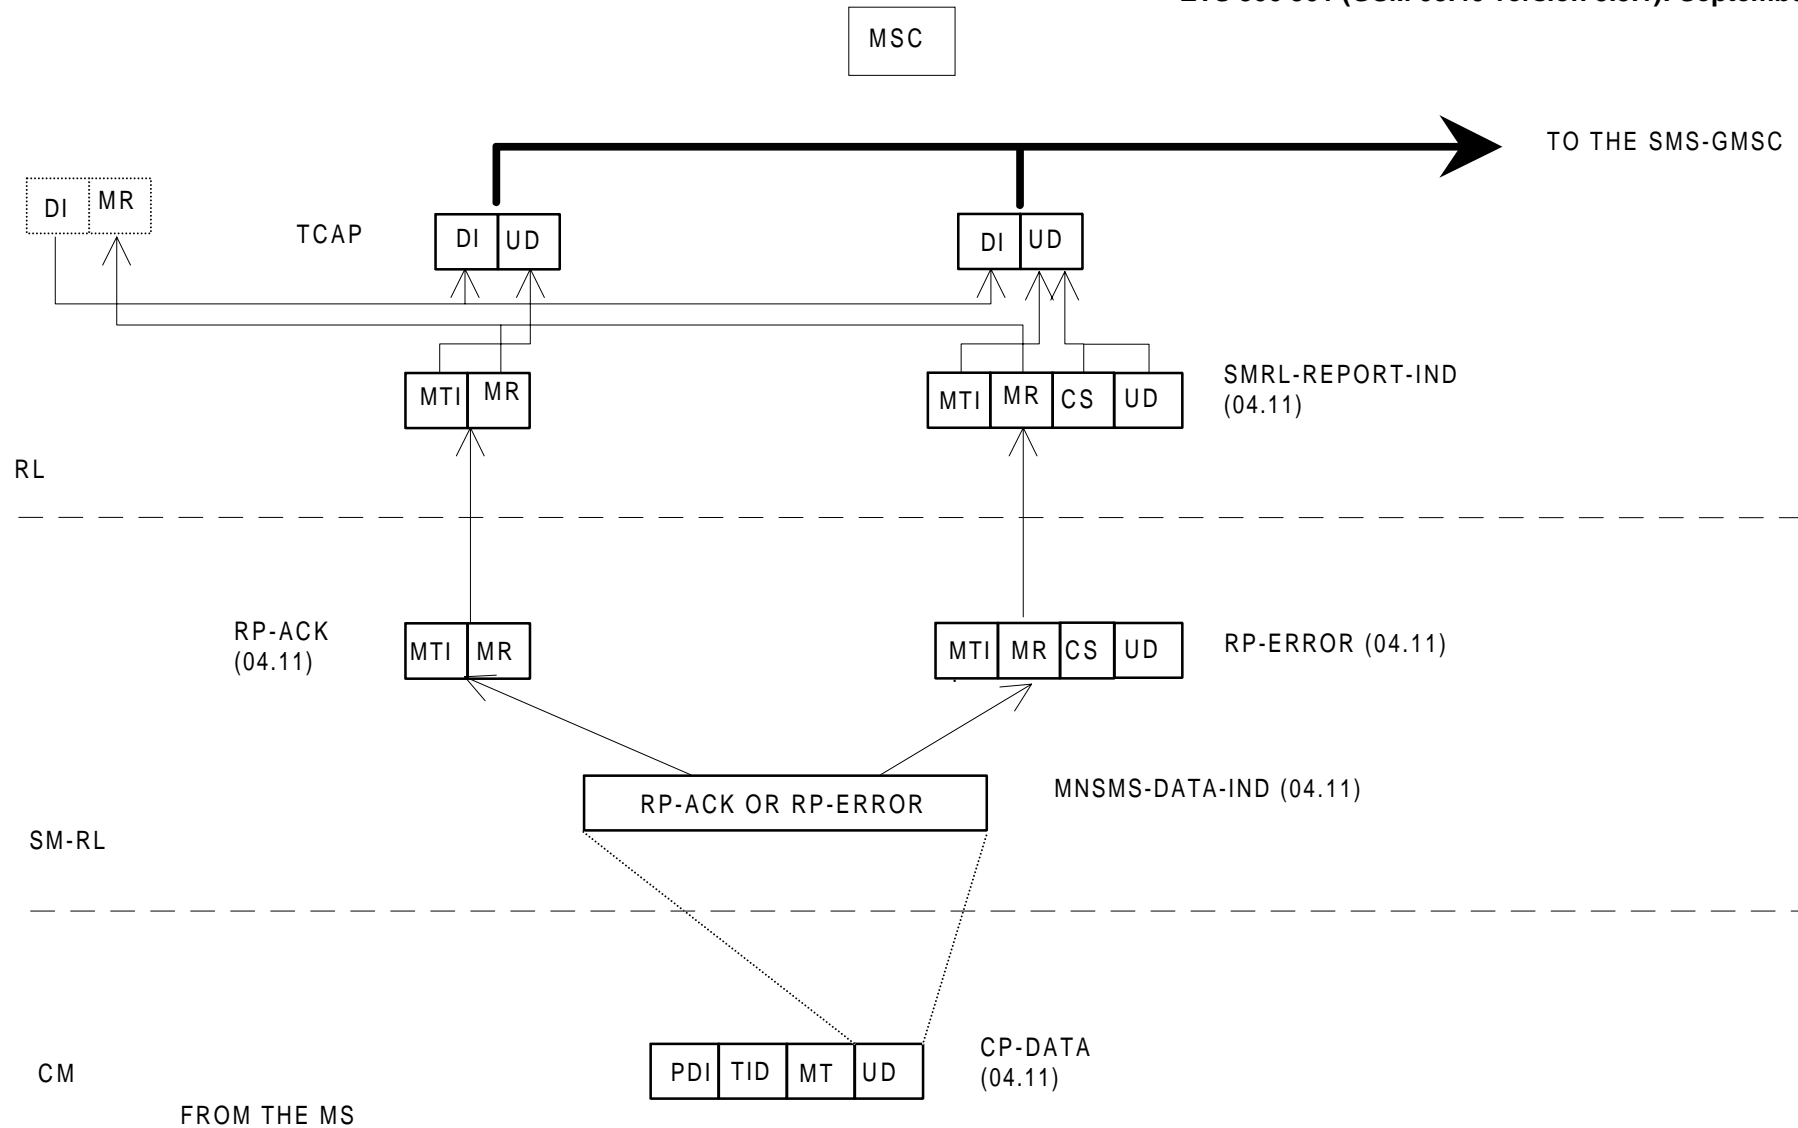 MSC
TO THE SMS-GMSC
DI MR
TCAP
DI UD
DI UD
MTI MR
MTI MR CS UD
SMRL-REPORT-IND
(04.11)
RL
RP-ACK
(04.11)
MTI MR
MTI MR CS UD
RP-ERROR (04.11)
RP-ACK OR RP-ERROR
MNSMS-DATA-IND (04.11)
SM-RL
PDI TID MT UD
CP-DATA
(04.11)
CM
FROM THE MS